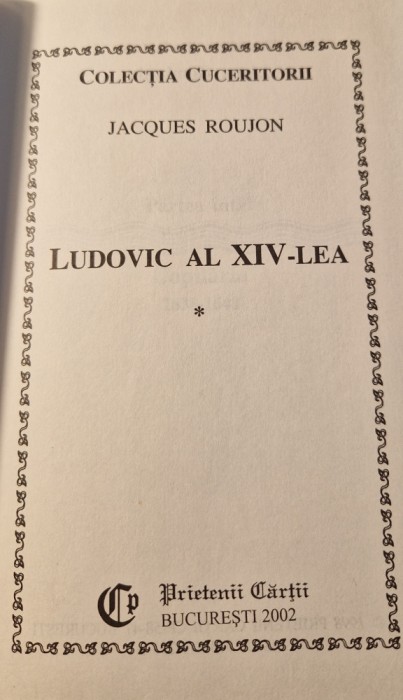 COLECȚIA CUCERITORII
JACQUES ROUJON
LUDOVIC AL XIV-LEA
*
Cp Prietenii Cărții
BUCUREȘTI 2002